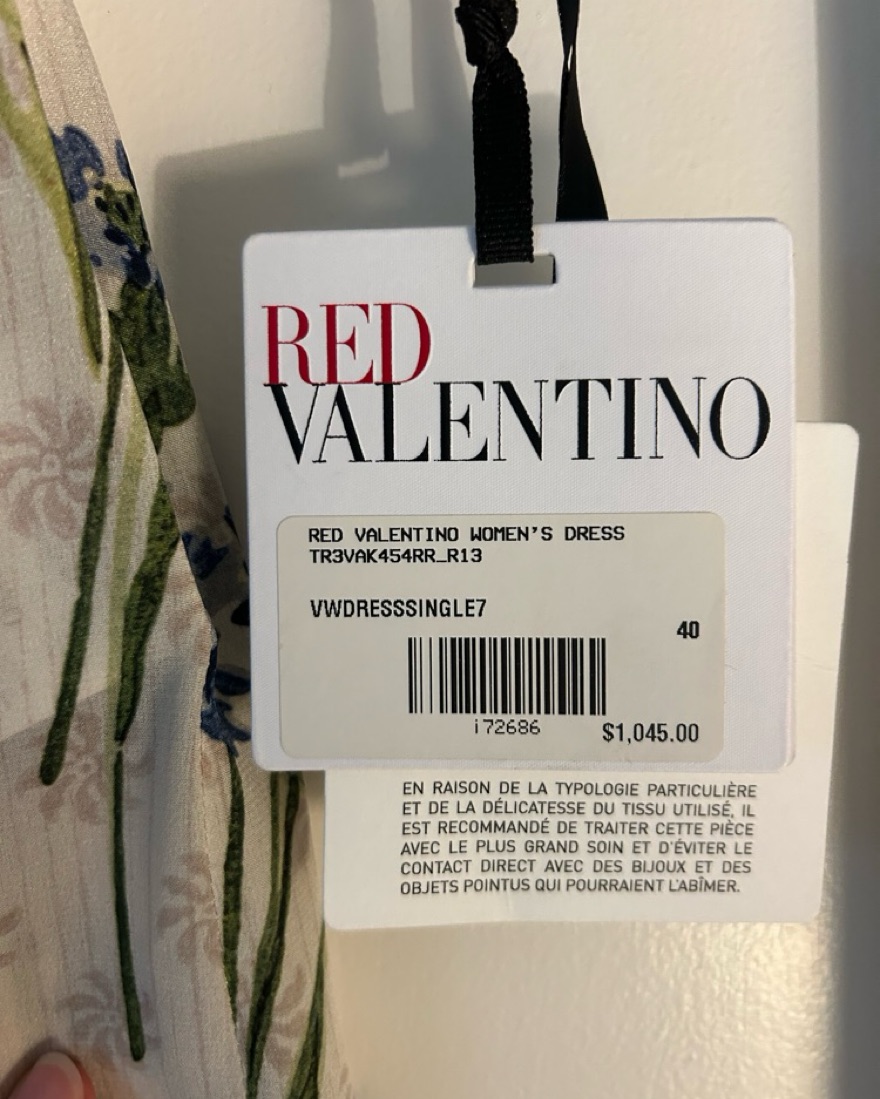 RED
VALENTINO
RED VALENTINO WOMEN'S DRESS
TR3VAK454RR_R13
VWDRESSSINGLE7
40
i72686
$1,045.00
EN RAISON DE LA TYPOLOGIE PARTICULIÈRE
ET DE LA DÉLICATESSE DU TISSU UTILISÉ, IL
EST RECOMMANDÉ DE TRAITER CETTE PIÈCE
AVEC LE PLUS GRAND SOIN ET D'ÉVITER LE
CONTACT DIRECT AVEC DES BIJOUX ET DES
OBJETS POINTUS QUI POURRAIENT L'ABÎMER.